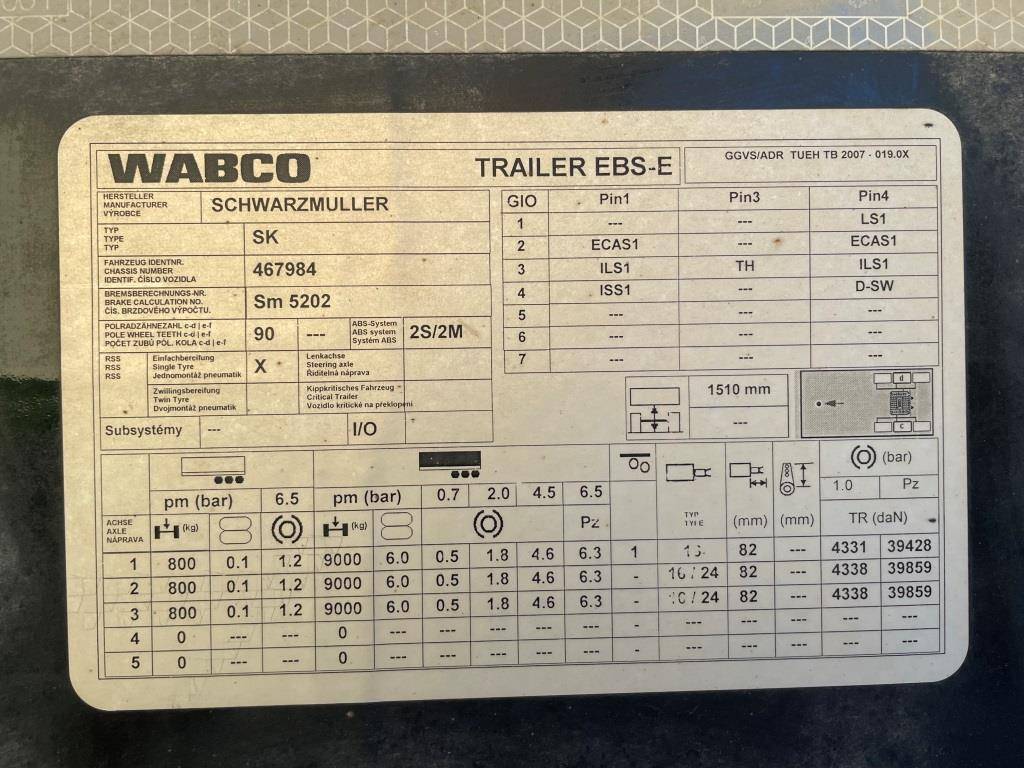 WABCO TRAILER EBS-E GGVS/ADR TUEH TB 2007 - 019.0X
HERSTELLER
MANUFACTURER
VÝROBCE
SCHWARZMULLER
TYP
TYPE
TYP
SK
FAHRZEUG IDENTNR.
CHASSIS NUMBER
IDENTIF. ČÍSLO VOZIDLA
467984
BREMSBERECHNUNGS-NR.
BRAKE CALCULATION NO.
ČÍS. BRZDOVÉHO VÝPOČTU.
Sm 5202
POLRADZÄHNEZAHL c-d | e-f
POLE WHEEL TEETH c-d | e-f
POČET ZUBŮ PÓL. KOLA c-d | e-f
90 ---
ABS-System
ABS system
Systém ABS
2S/2M
RSS
RSS
RSS
Einfachbereifung
Single Tyre
Jednomontáž pneumatik
X
Lenkachse
Steering axle
Řiditelná náprava
Zwillingsbereifung
Twin Tyre
Dvojmontáž pneumatik
Kippkritisches Fahrzeug
Critical Trailer
Vozidlo kritické na překlopení
Subsystémy --- I/O
GIO Pin1 Pin3 Pin4
1 --- --- LS1
2 ECAS1 --- ECAS1
3 ILS1 TH ILS1
4 ISS1 --- D-SW
5 --- --- ---
6 --- --- ---
7 --- --- ---
1510 mm
---
d
c
pm (bar) 6.5 pm (bar) 0.7 2.0 4.5 6.5 (bar)
1.0 Pz
ACHSE
AXLE
NÁPRAVA
(kg) (kg) Pz TYP (mm) (mm) TR (daN)
1 800 0.1 1.2 9000 6.0 0.5 1.8 4.6 6.3 1 82 --- 4331 39428
2 800 0.1 1.2 9000 6.0 0.5 1.8 4.6 6.3 - 16 / 24 82 --- 4338 39859
3 800 0.1 1.2 9000 6.0 0.5 1.8 4.6 6.3 - 16 / 24 82 --- 4338 39859
4 0 --- --- 0 --- --- --- --- --- - --- --- --- --- ---
5 0 --- --- 0 --- --- --- --- --- - --- --- --- --- ---